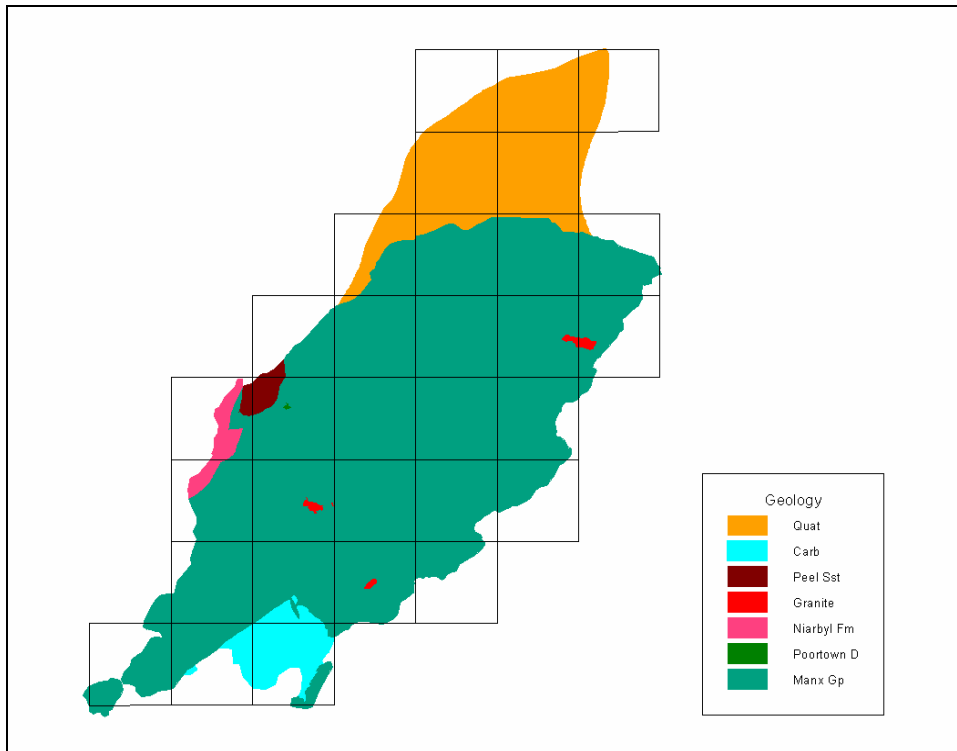 Geology
Quat
Carb
Peel Sst
Granite
Niarbyl Fm
Poortown D
Manx Gp